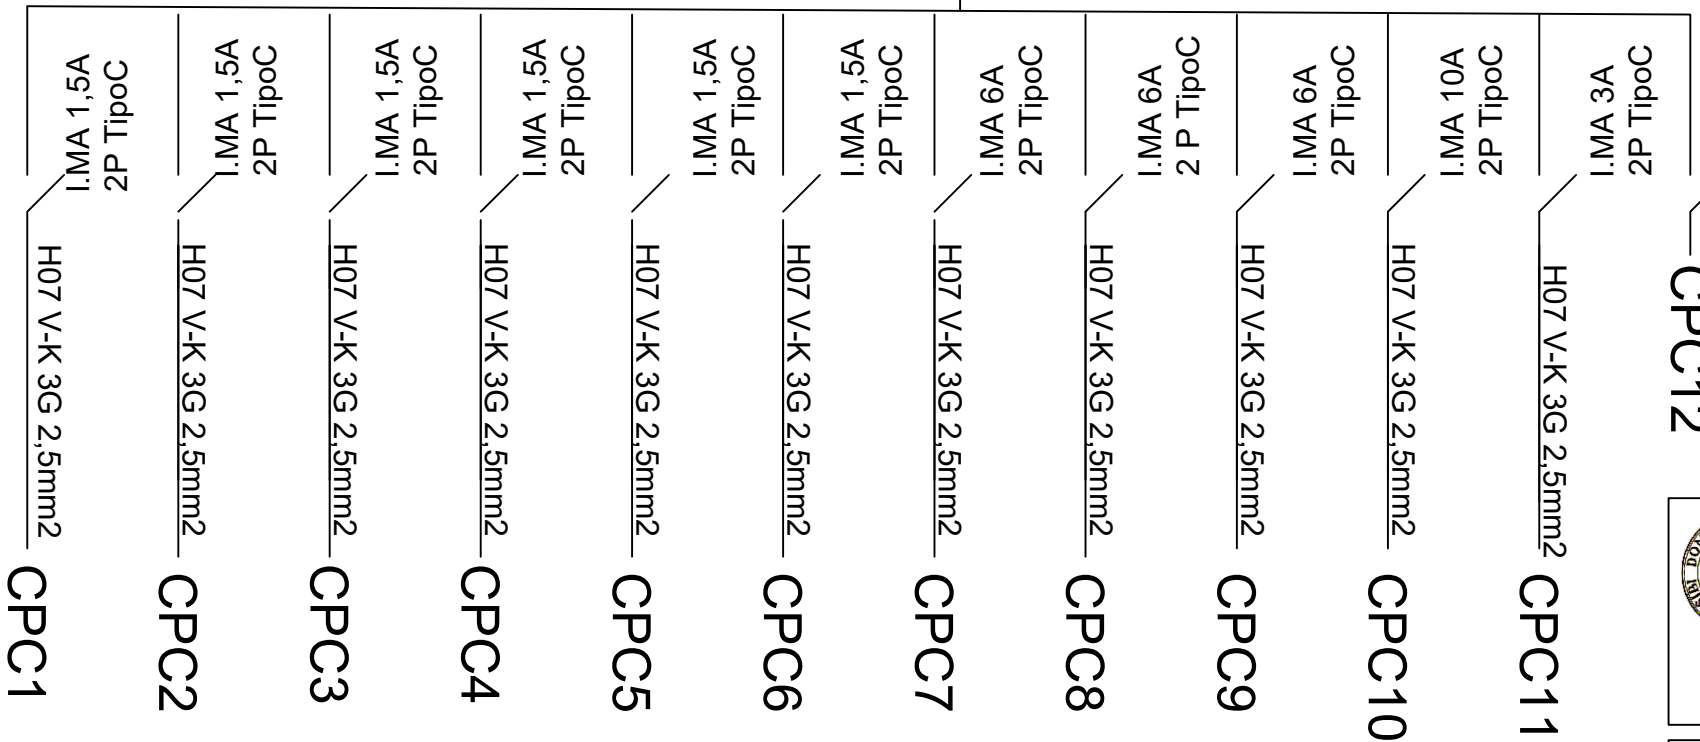 I.MA 1,5A
2P TipoC
H07 V-K 3G 2,5mm2
CPC1
I.MA 1,5A
2P TipoC
H07 V-K 3G 2,5mm2
CPC2
I.MA 1,5A
2P TipoC
H07 V-K 3G 2,5mm2
CPC3
I.MA 1,5A
2P TipoC
H07 V-K 3G 2,5mm2
CPC4
I.MA 1,5A
2P TipoC
H07 V-K 3G 2,5mm2
CPC5
I.MA 1,5A
2P TipoC
H07 V-K 3G 2,5mm2
CPC6
I.MA 6A
2P TipoC
H07 V-K 3G 2,5mm2
CPC7
I.MA 6A
2 P TipoC
H07 V-K 3G 2,5mm2
CPC8
I.MA 6A
2P TipoC
H07 V-K 3G 2,5mm2
CPC9
I.MA 10A
2P TipoC
H07 V-K 3G 2,5mm2
CPC10
I.MA 3A
2P TipoC
H07 V-K 3G 2,5mm2
CPC11
CPC12